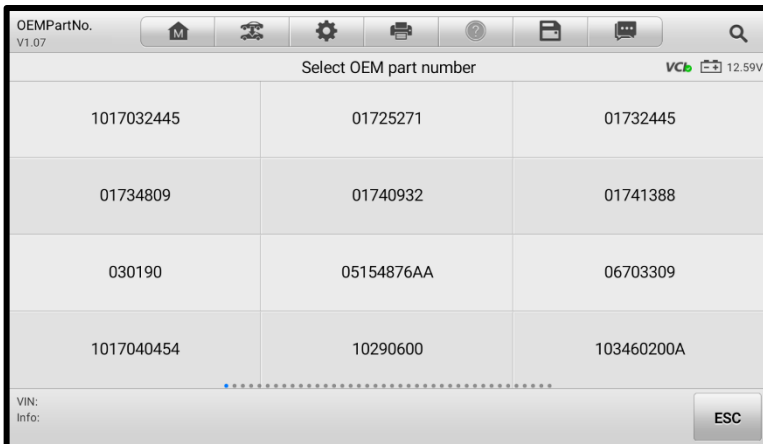 OEMPartNo.
V1.07
M
Select OEM part number
VCI 12.59V
1017032445 01725271 01732445
01734809 01740932 01741388
030190 05154876AA 06703309
1017040454 10290600 103460200A
VIN:
Info:
ESC